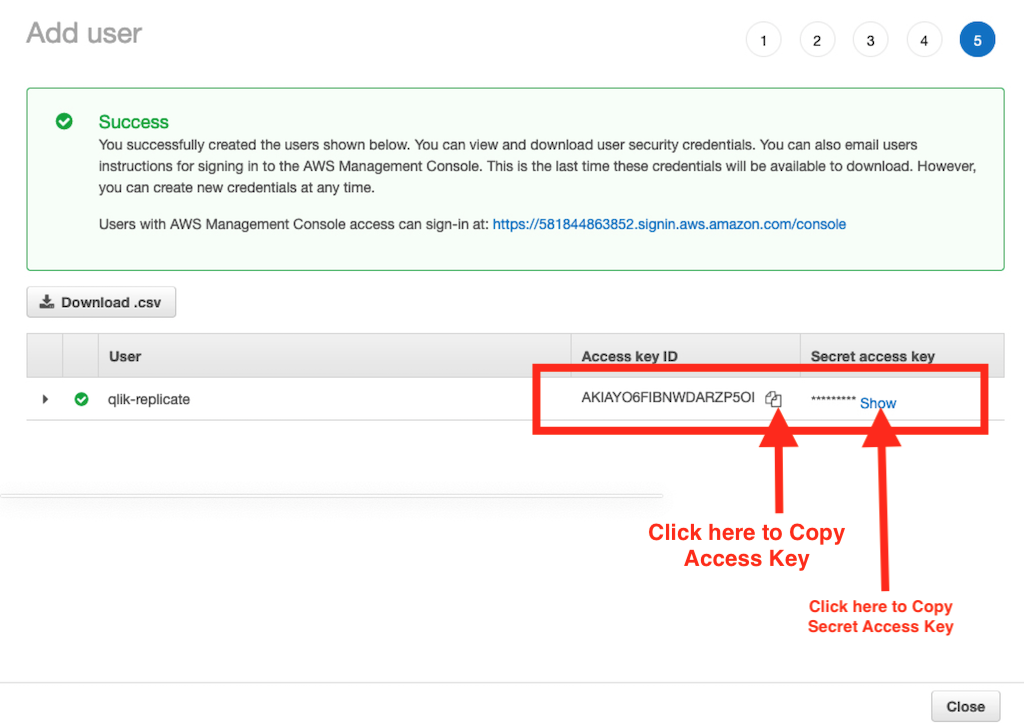 Add user
1 2 3 4 5
Success
You successfully created the users shown below. You can view and download user security credentials. You can also email users
instructions for signing in to the AWS Management Console. This is the last time these credentials will be available to download. However,
you can create new credentials at any time.
Users with AWS Management Console access can sign-in at: https://581844863852.signin.aws.amazon.com/console
Download .csv
User Access key ID Secret access key
qlik-replicate AKIAYO6FIBNWDARZP5OI ********* Show
Click here to Copy
Access Key
Click here to Copy
Secret Access Key
Close